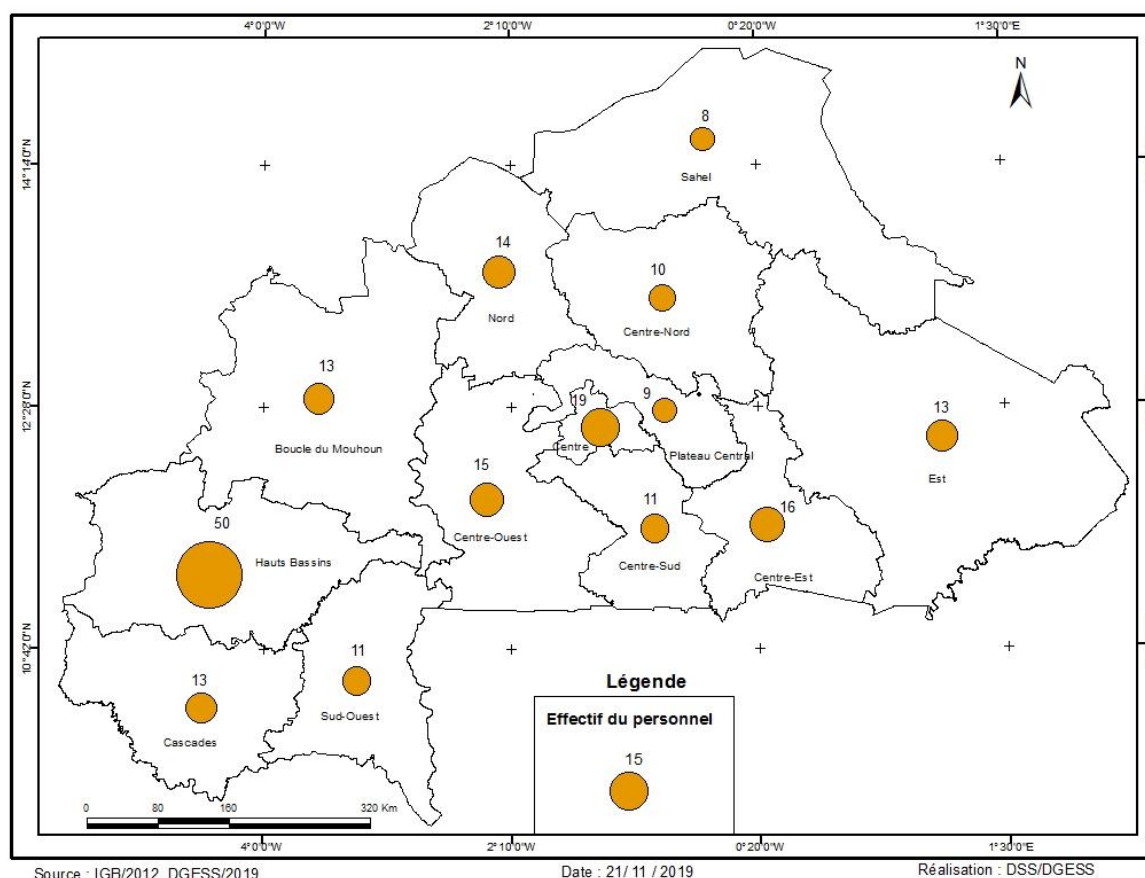 4°0'0"W 2°10'0"W 0°20'0"W 1°30'0"E
N
8
Sahel
14°14'0"N
14
Nord
10
Centre-Nord
13
Boucle du Mouhoun
12°28'0"N
19
Centre
9
Plateau Central
13
Est
15
Centre-Ouest
11
Centre-Sud
16
Centre-Est
50
Hauts Bassins
10°42'0"N
13
Cascades
11
Sud-Ouest
Légende
Effectif du personnel
15
0 80 160 320 Km
4°0'0"W 2°10'0"W 0°20'0"W 1°30'0"E
Source : IGB/2012, DGESS/2019 Date : 21/ 11 / 2019 Réalisation : DSS/DGESS